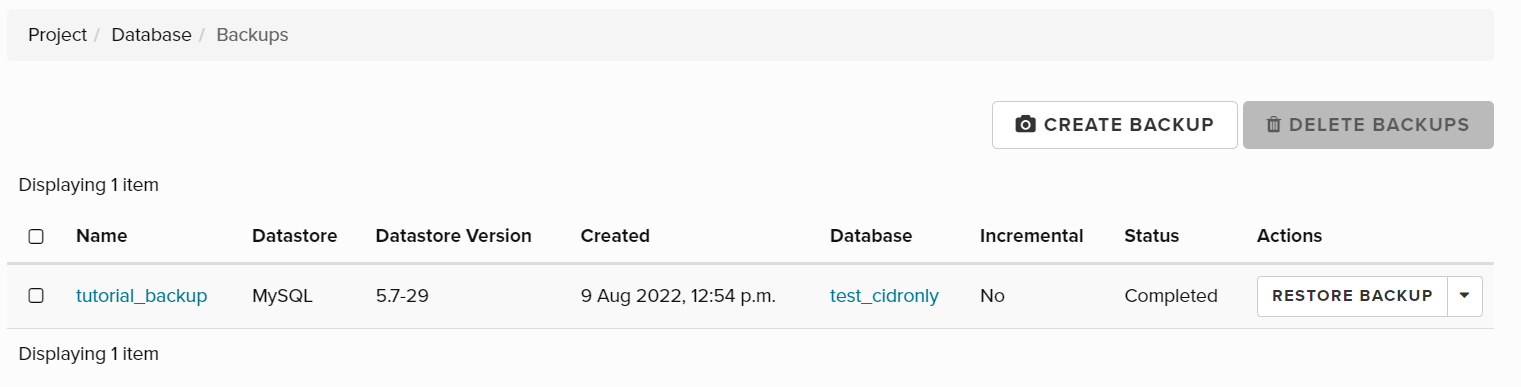 Project / Database / Backups
CREATE BACKUP DELETE BACKUPS
Displaying 1 item
Name Datastore Datastore Version Created Database Incremental Status Actions
tutorial_backup MySQL 5.7-29 9 Aug 2022, 12:54 p.m. test_cidronly No Completed RESTORE BACKUP
Displaying 1 item